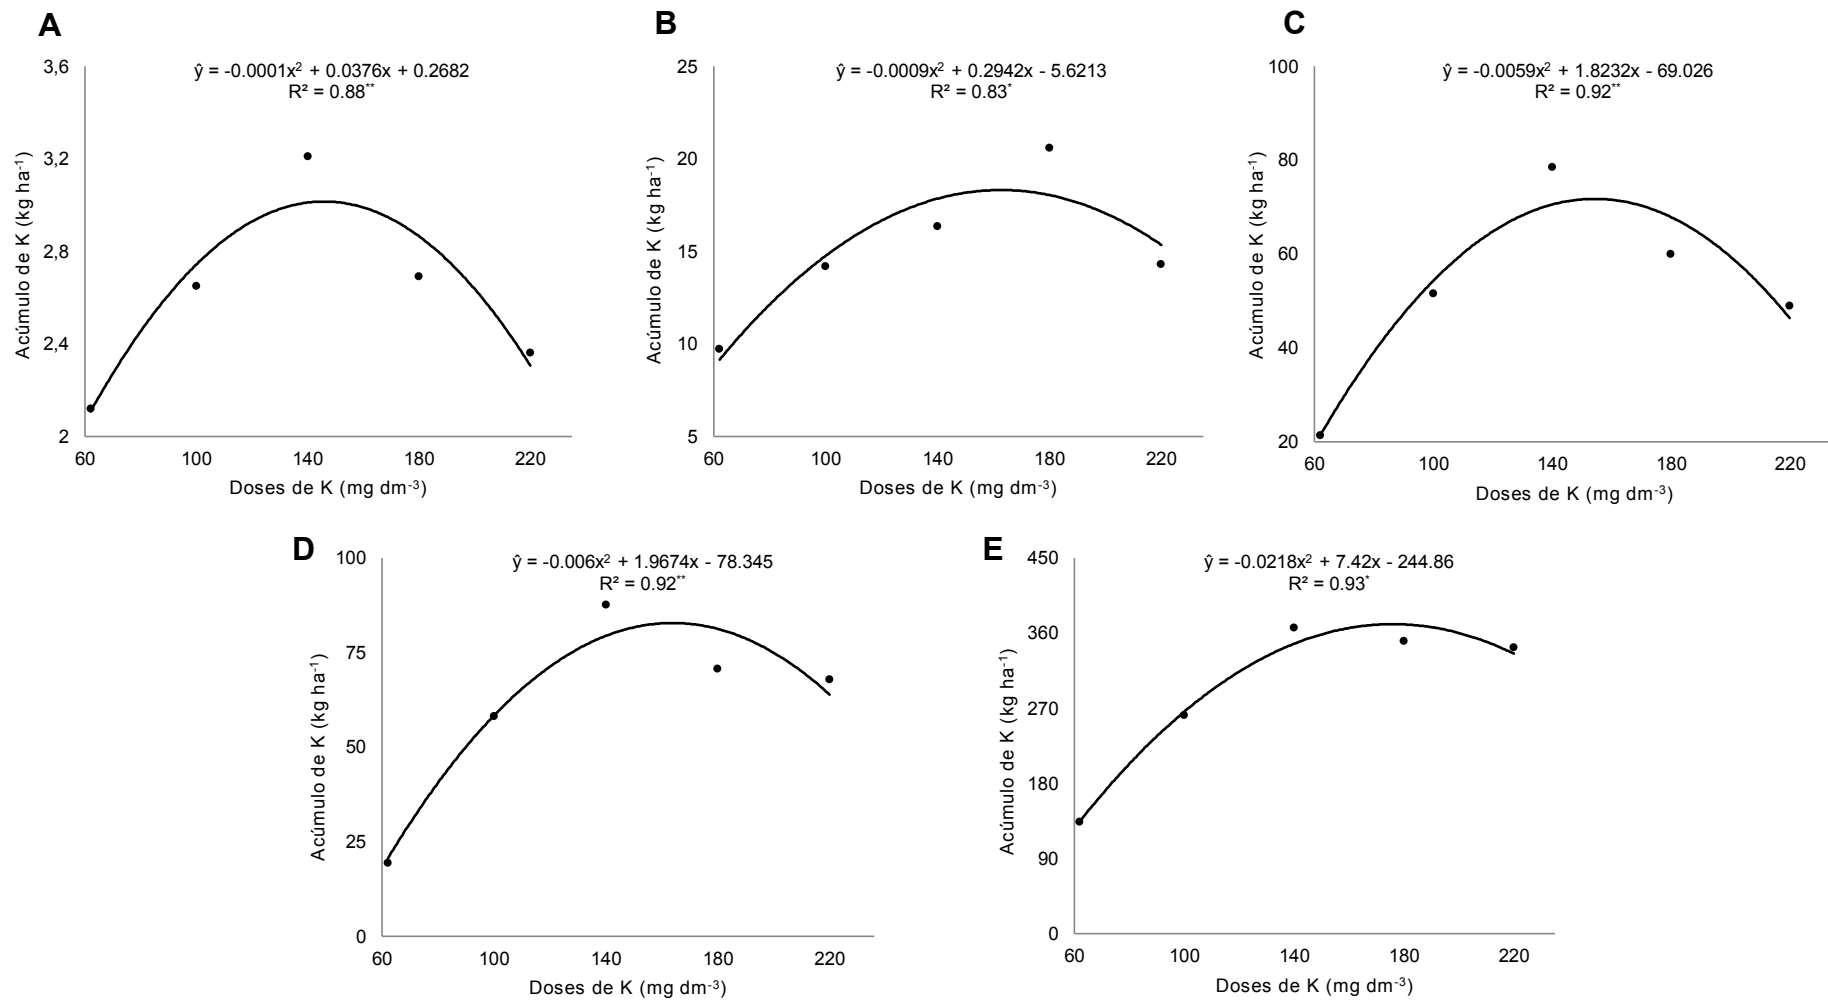 A
ŷ = -0.0001x² + 0.0376x + 0.2682
R² = 0.88**
3,6
3,2
2,8
2,4
2
Acúmulo de K (kg ha⁻¹)
60 100 140 180 220
Doses de K (mg dm⁻³)
B
ŷ = -0.0009x² + 0.2942x - 5.6213
R² = 0.83*
25
20
15
10
5
Acúmulo de K (kg ha⁻¹)
60 100 140 180 220
Doses de K (mg dm⁻³)
C
ŷ = -0.0059x² + 1.8232x - 69.026
R² = 0.92**
100
80
60
40
20
Acúmulo de K (kg ha⁻¹)
60 100 140 180 220
Doses de K (mg dm⁻³)
D
ŷ = -0.006x² + 1.9674x - 78.345
R² = 0.92**
100
75
50
25
0
Acúmulo de K (kg ha⁻¹)
60 100 140 180 220
Doses de K (mg dm⁻³)
E
ŷ = -0.0218x² + 7.42x - 244.86
R² = 0.93*
450
360
270
180
90
0
Acúmulo de K (kg ha⁻¹)
60 100 140 180 220
Doses de K (mg dm⁻³)